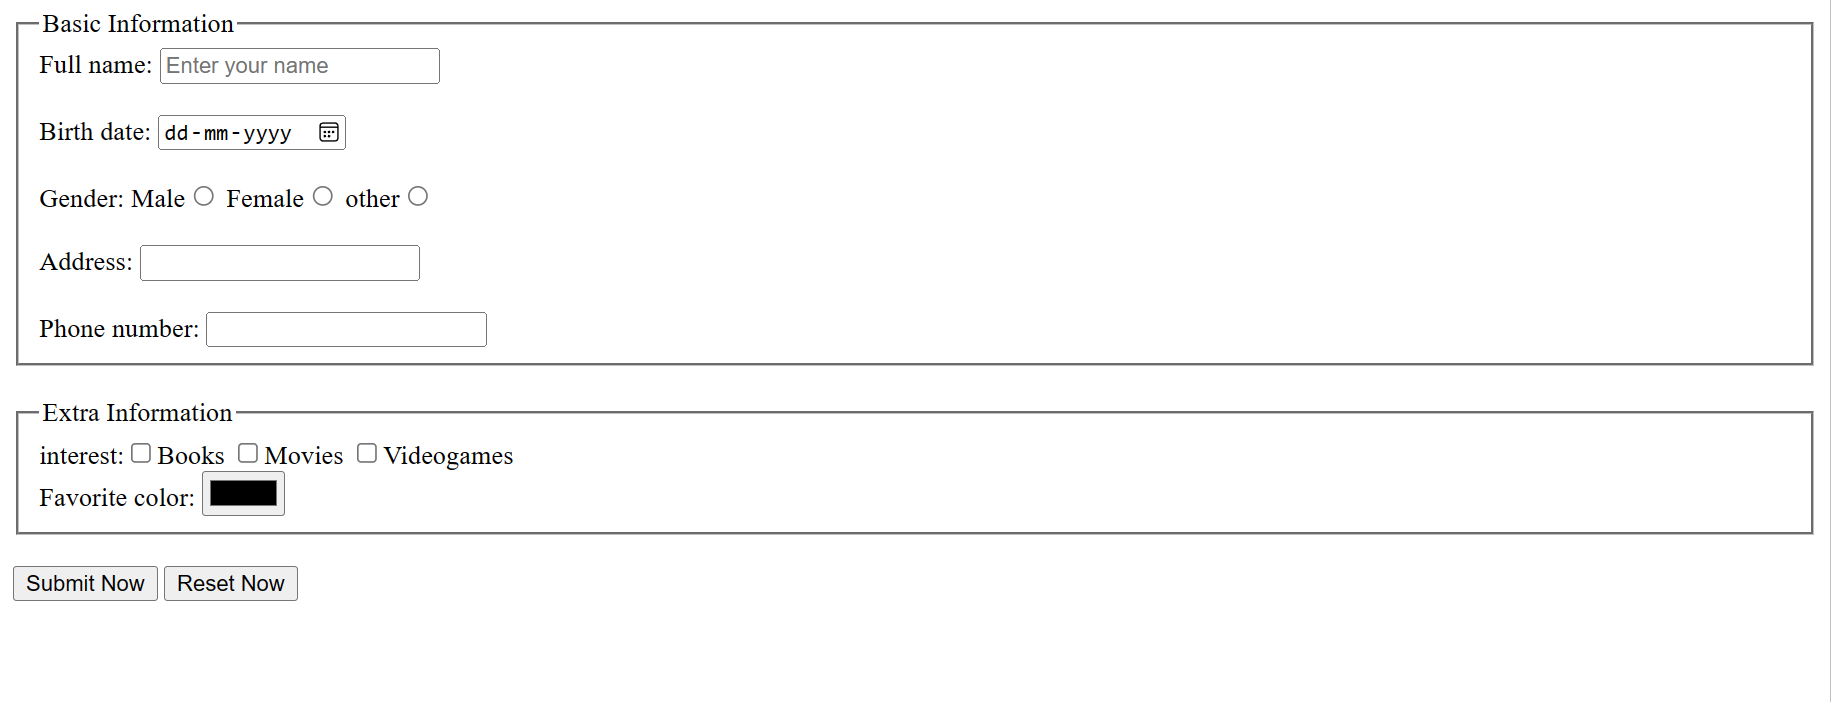 Basic Information
Full name: Enter your name
Birth date: dd-mm-yyyy
Gender: Male Female other
Address:
Phone number:
Extra Information
interest: Books Movies Videogames
Favorite color:
Submit Now Reset Now